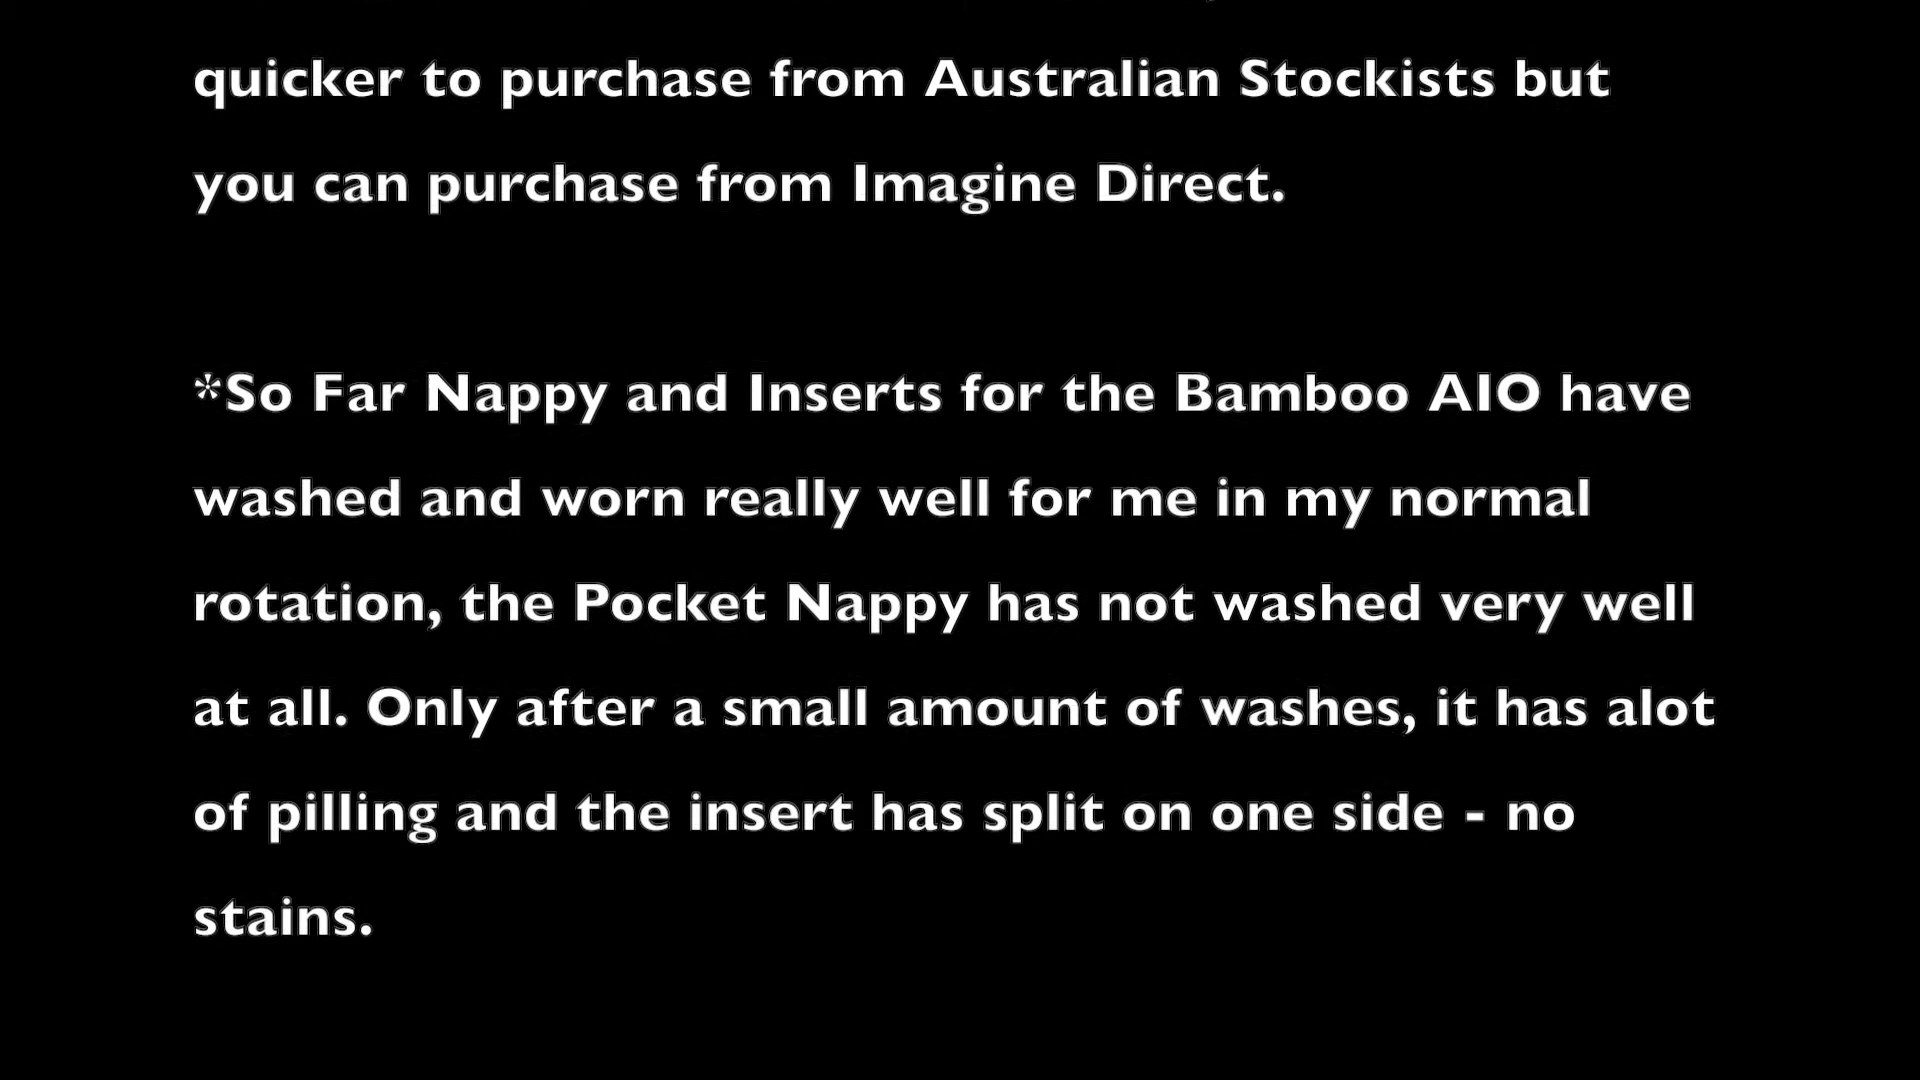 quicker to purchase from Australian Stockists but
you can purchase from Imagine Direct.
*So Far Nappy and Inserts for the Bamboo AIO have
washed and worn really well for me in my normal
rotation, the Pocket Nappy has not washed very well
at all. Only after a small amount of washes, it has alot
of pilling and the insert has split on one side - no
stains.